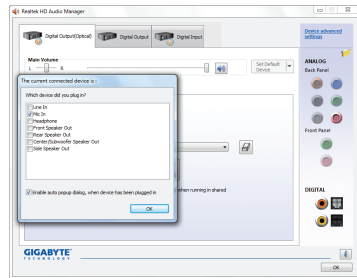 Realtek HD Audio Manager
Digital Output(Optical)
Digital Output
Digital Input
Device advanced settings
Main Volume
L
R
Set Default Device
ANALOG
Back Panel
The current connected device is :
Which device did you plug in?
Line In
Mic In
Headphone
Front Speaker Out
Rear Speaker Out
Center/Subwoofer Speaker Out
Side Speaker Out
Front Panel
when running in shared
Enable auto popup dialog, when device has been plugged in
DIGITAL
OK
GIGABYTE
TECHNOLOGY
OK